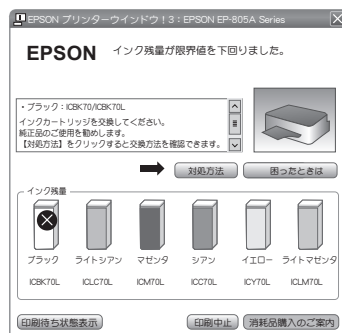 EPSON プリンターウインドウ！3：EPSON EP-805A Series
EPSON
インク残量が限界値を下回りました。
・ブラック：ICBK70/ICBK70L
インクカートリッジを交換してください。
純正品のご使用を勧めします。
【対処方法】をクリックすると交換方法を確認できます。
対処方法 困ったときは
インク残量
ブラック ライトシアン マゼンタ シアン イエロー ライトマゼンタ
ICBK70L ICLC70L ICM70L ICC70L ICY70L ICLM70L
印刷待ち状態表示 印刷中止 消耗品購入のご案内